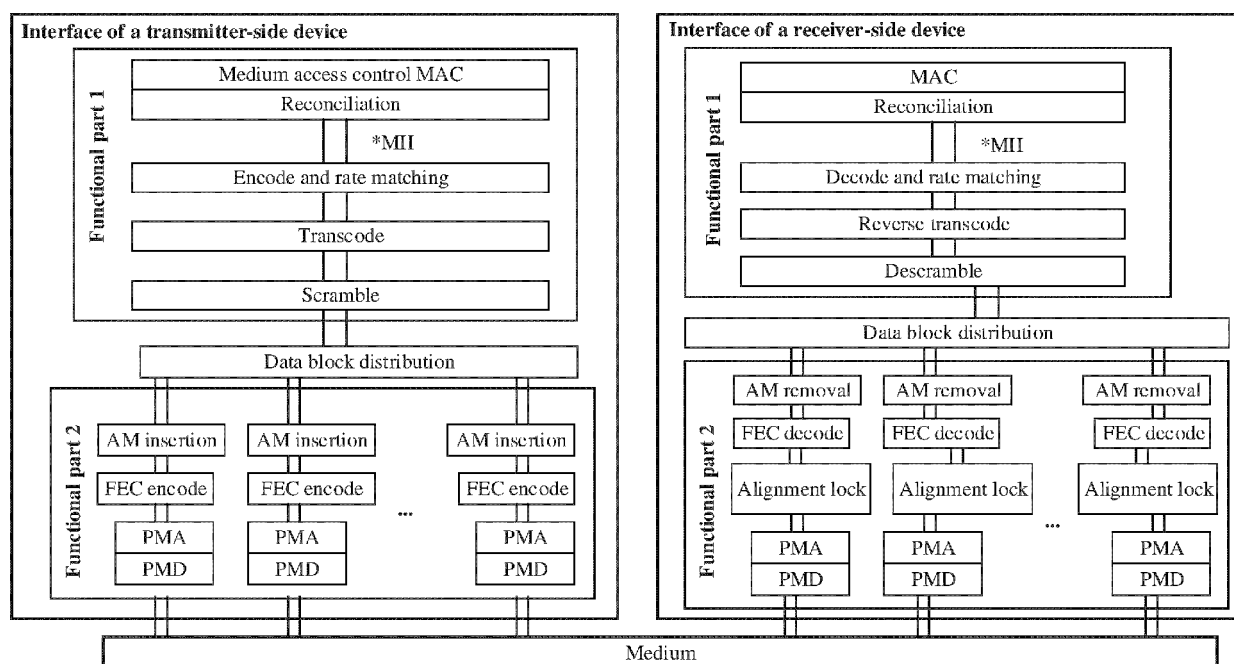 Interface of a transmitter-side device
Functional part 1
Medium access control MAC
Reconciliation
*MII
Encode and rate matching
Transcode
Scramble
Data block distribution
Functional part 2
AM insertion AM insertion AM insertion
FEC encode FEC encode FEC encode
...
PMA PMA PMA
PMD PMD PMD
Interface of a receiver-side device
Functional part 1
MAC
Reconciliation
*MII
Decode and rate matching
Reverse transcode
Descramble
Data block distribution
Functional part 2
AM removal AM removal AM removal
FEC decode FEC decode FEC decode
Alignment lock Alignment lock Alignment lock
...
PMA PMA PMA
PMD PMD PMD
Medium